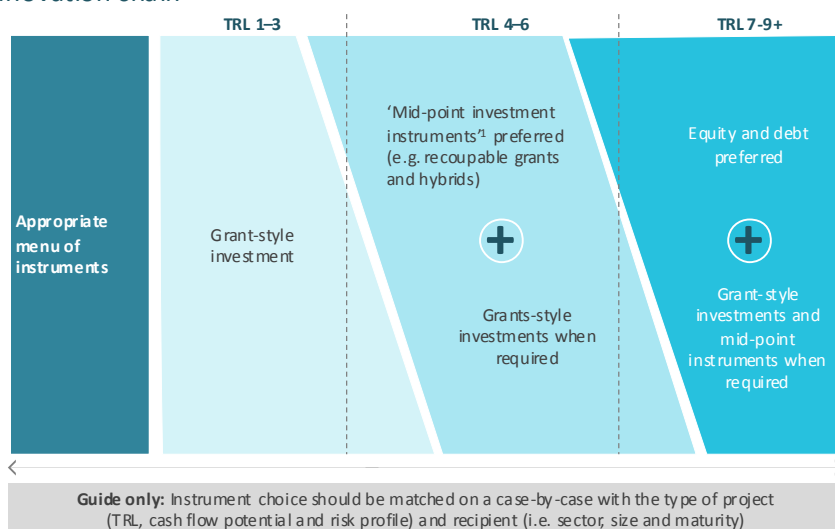 TRL 1–3
TRL 4–6
TRL 7-9+
Appropriate
menu of
instruments
Grant-style
investment
‘Mid-point investment
instruments’¹ preferred
(e.g. recoupable grants
and hybrids)
Grants-style
investments when
required
Equity and debt
preferred
Grant-style
investments and
mid-point
instruments when
required
Guide only: Instrument choice should be matched on a case-by-case with the type of project
(TRL, cash flow potential and risk profile) and recipient (i.e. sector, size and maturity)